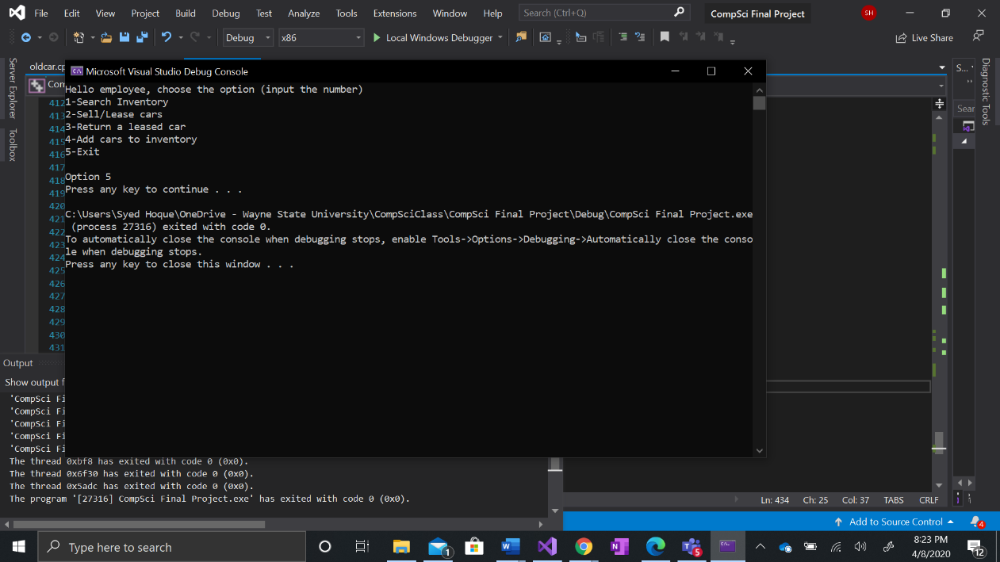 File Edit View Project Build Debug Test Analyze Tools Extensions Window Help Search (Ctrl+Q) CompSci Final Project SH
Debug x86 Local Windows Debugger Live Share
Server Explorer
Toolbox
oldcar.cp
Con
Microsoft Visual Studio Debug Console
Hello employee, choose the option (input the number)
1-Search Inventory
2-Sell/Lease cars
3-Return a leased car
4-Add cars to inventory
5-Exit
Option 5
Press any key to continue . . .
C:\Users\Syed Hoque\OneDrive - Wayne State University\CompSciClass\CompSci Final Project\Debug\CompSci Final Project.exe
(process 27316) exited with code 0.
To automatically close the console when debugging stops, enable Tools->Options->Debugging->Automatically close the conso
le when debugging stops.
Press any key to close this window . . .
412
413
414
415
416
417
418
419
420
421
422
423
424
425
426
427
428
429
430
431
S...
Sear
Diagnostic Tools
Output
Show output f
'CompSci Fi
'CompSci Fi
'CompSci Fi
'CompSci Fi
'CompSci Fi
The thread 0xbf8 has exited with code 0 (0x0).
The thread 0x6f30 has exited with code 0 (0x0).
The thread 0x5adc has exited with code 0 (0x0).
The program '[27316] CompSci Final Project.exe' has exited with code 0 (0x0).
Ln: 434 Ch: 25 Col: 37 TABS CRLF
Add to Source Control 4
Type here to search
1
5
8:23 PM
4/8/2020
12